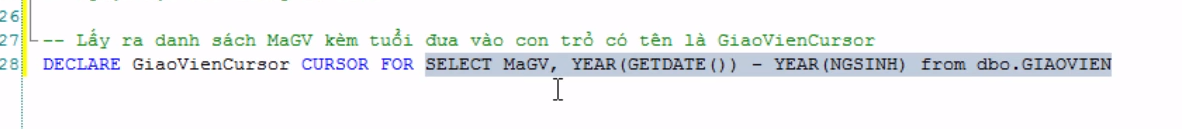 26
27 -- Lấy ra danh sách MaGV kèm tuổi đưa vào con trỏ có tên là GiaoVienCursor
28 DECLARE GiaoVienCursor CURSOR FOR SELECT MaGV, YEAR(GETDATE()) - YEAR(NGSINH) from dbo.GIAOVIEN